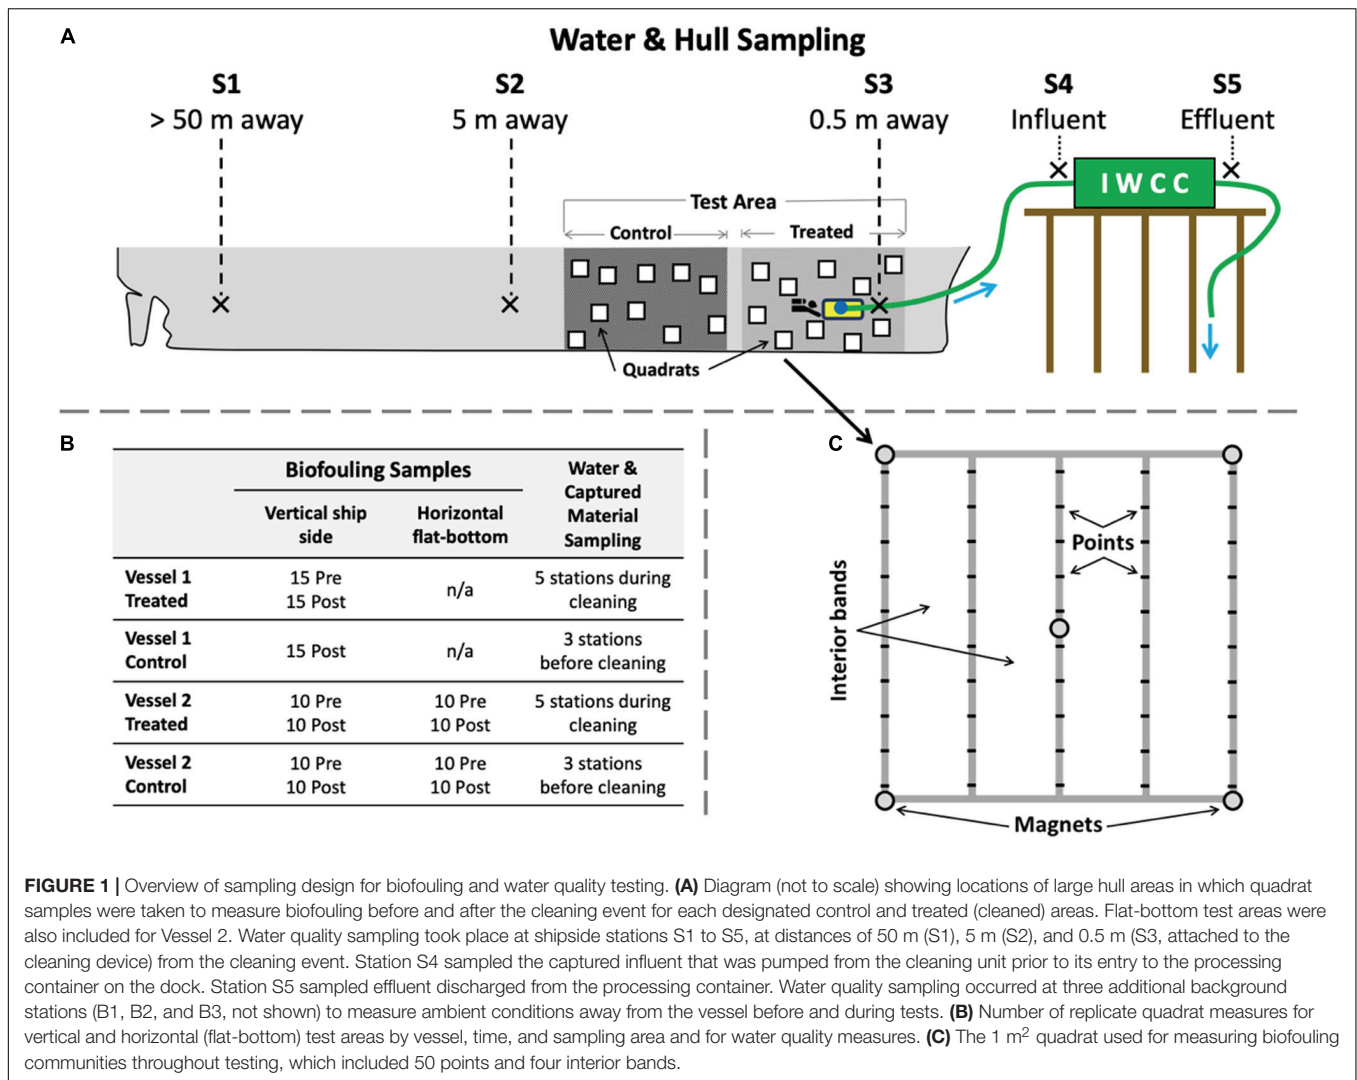 A
Water & Hull Sampling
S1
> 50 m away
S2
5 m away
S3
0.5 m away
S4
Influent
S5
Effluent
I W C C
Test Area
Control
Treated
Quadrats
B
Biofouling Samples
Water &
Captured
Material
Sampling
Vertical ship
side
Horizontal
flat-bottom
Vessel 1
Treated
15 Pre
15 Post
n/a
5 stations during
cleaning
Vessel 1
Control
15 Post
n/a
3 stations
before cleaning
Vessel 2
Treated
10 Pre
10 Post
10 Pre
10 Post
5 stations during
cleaning
Vessel 2
Control
10 Pre
10 Post
10 Pre
10 Post
3 stations
before cleaning
C
Points
Interior bands
Magnets
FIGURE 1 | Overview of sampling design for biofouling and water quality testing. (A) Diagram (not to scale) showing locations of large hull areas in which quadrat
samples were taken to measure biofouling before and after the cleaning event for each designated control and treated (cleaned) areas. Flat-bottom test areas were
also included for Vessel 2. Water quality sampling took place at shipside stations S1 to S5, at distances of 50 m (S1), 5 m (S2), and 0.5 m (S3, attached to the
cleaning device) from the cleaning event. Station S4 sampled the captured influent that was pumped from the cleaning unit prior to its entry to the processing
container on the dock. Station S5 sampled effluent discharged from the processing container. Water quality sampling occurred at three additional background
stations (B1, B2, and B3, not shown) to measure ambient conditions away from the vessel before and during tests. (B) Number of replicate quadrat measures for
vertical and horizontal (flat-bottom) test areas by vessel, time, and sampling area and for water quality measures. (C) The 1 m² quadrat used for measuring biofouling
communities throughout testing, which included 50 points and four interior bands.